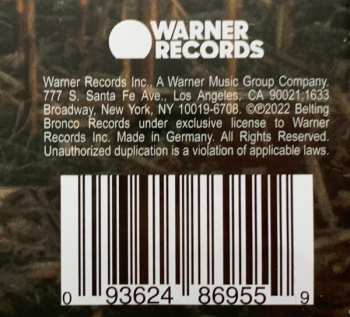 WARNER
RECORDS
Warner Records Inc., A Warner Music Group Company.
777 S. Santa Fe Ave., Los Angeles, CA 90021,1633
Broadway, New York, NY 10019-6708. ©℗2022 Belting
Bronco Records under exclusive license to Warner
Records Inc. Made in Germany. All Rights Reserved.
Unauthorized duplication is a violation of applicable laws.
0 93624 86955 9